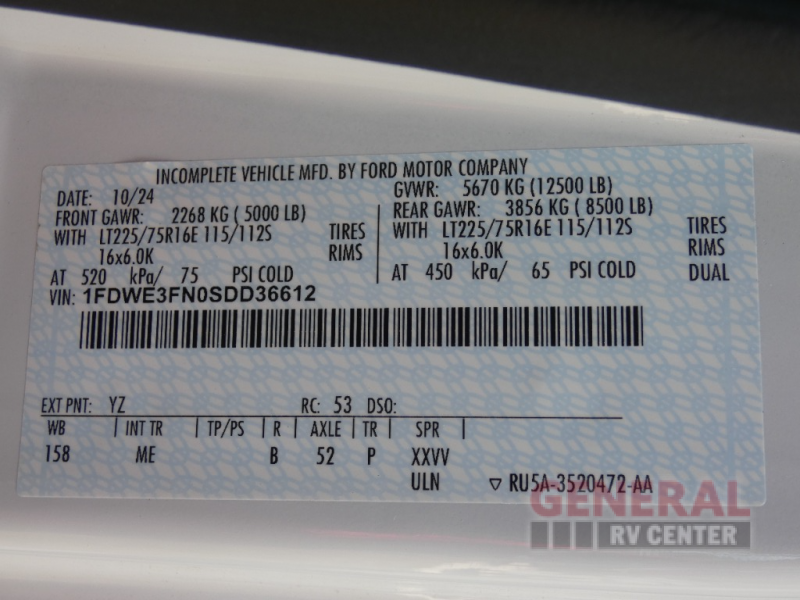 INCOMPLETE VEHICLE MFD. BY FORD MOTOR COMPANY
DATE: 10/24 GVWR: 5670 KG (12500 LB)
FRONT GAWR: 2268 KG ( 5000 LB) REAR GAWR: 3856 KG ( 8500 LB)
WITH LT225/75R16E 115/112S TIRES WITH LT225/75R16E 115/112S TIRES
16x6.0K RIMS 16x6.0K RIMS
AT 520 kPa/ 75 PSI COLD AT 450 kPa/ 65 PSI COLD DUAL
VIN: 1FDWE3FN0SDD36612
EXT PNT: YZ RC: 53 DSO:
WB | INT TR | TP/PS | R | AXLE | TR | SPR |
158 ME B 52 P XXVV
ULN ▽ RU5A-3520472-AA
GENERAL
RV CENTER